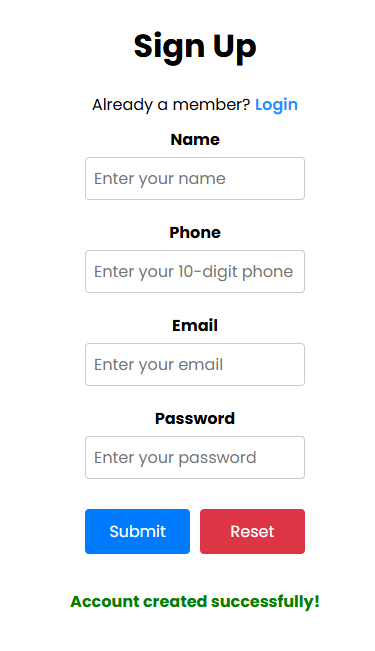 Sign Up
Already a member? Login
Name
Enter your name
Phone
Enter your 10-digit phone
Email
Enter your email
Password
Enter your password
Submit Reset
Account created successfully!